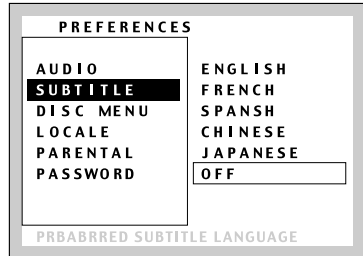 PREFERENCES
AUDIO
SUBTITLE
DISC MENU
LOCALE
PARENTAL
PASSWORD
ENGLISH
FRENCH
SPANSH
CHINESE
JAPANESE
OFF
PRBABRRED SUBTITLE LANGUAGE